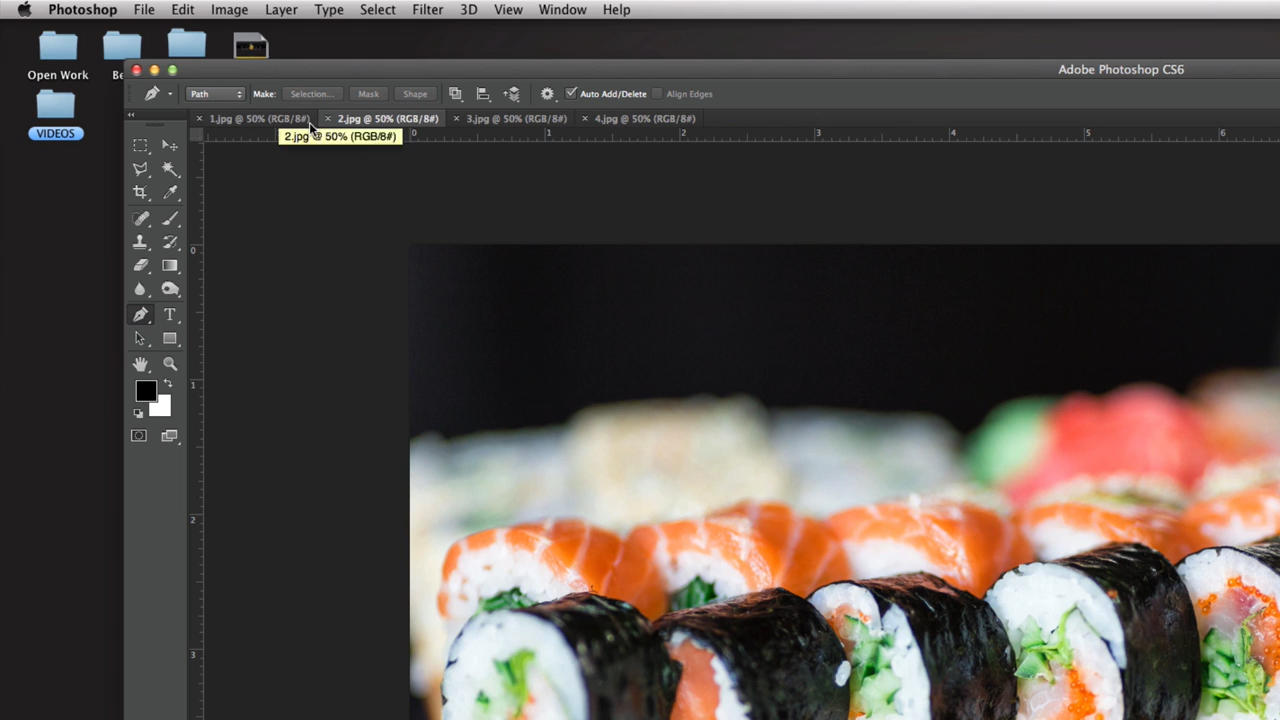 Photoshop File Edit Image Layer Type Select Filter 3D View Window Help
Open Work
Be
VIDEOS
Adobe Photoshop CS6
Path Make: Selection... Mask Shape Auto Add/Delete Align Edges
1.jpg @ 50% (RGB/8#) 2.jpg @ 50% (RGB/8#) 3.jpg @ 50% (RGB/8#) 4.jpg @ 50% (RGB/8#)
2.jpg @ 50% (RGB/8#)
0 1 2 3 4 5 6
0
1
2
3
T